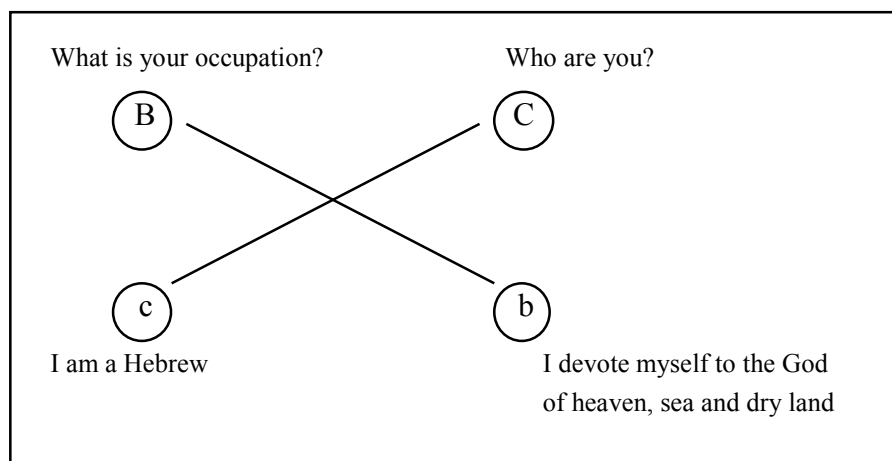 What is your occupation? Who are you?
B C
c b
I am a Hebrew I devote myself to the God
of heaven, sea and dry land